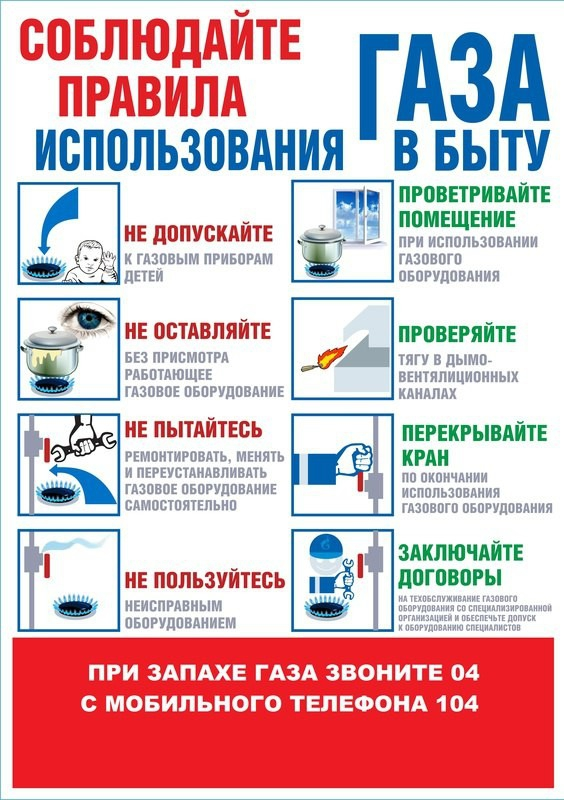 СОБЛЮДАЙТЕ
ПРАВИЛА
ИСПОЛЬЗОВАНИЯ
ГАЗА
В БЫТУ
НЕ ДОПУСКАЙТЕ
К ГАЗОВЫМ ПРИБОРАМ
ДЕТЕЙ
ПРОВЕТРИВАЙТЕ
ПОМЕЩЕНИЕ
ПРИ ИСПОЛЬЗОВАНИИ
ГАЗОВОГО
ОБОРУДОВАНИЯ
НЕ ОСТАВЛЯЙТЕ
БЕЗ ПРИСМОТРА
РАБОТАЮЩЕЕ
ГАЗОВОЕ ОБОРУДОВАНИЕ
ПРОВЕРЯЙТЕ
ТЯГУ В ДЫМО-
ВЕНТЯЛИЦИОННЫХ
КАНАЛАХ
НЕ ПЫТАЙТЕСЬ
РЕМОНТИРОВАТЬ, МЕНЯТЬ
И ПЕРЕУСТАНАВЛИВАТЬ
ГАЗОВОЕ ОБОРУДОВАНИЕ
САМОСТОЯТЕЛЬНО
ПЕРЕКРЫВАЙТЕ
КРАН
ПО ОКОНЧАНИИ
ИСПОЛЬЗОВАНИЯ
ГАЗОВОГО ОБОРУДОВАНИЯ
НЕ ПОЛЬЗУЙТЕСЬ
НЕИСПРАВНЫМ
ОБОРУДОВАНИЕМ
ЗАКЛЮЧАЙТЕ
ДОГОВОРЫ
НА ТЕХОБСЛУЖИВАНИЕ ГАЗОВОГО
ОБОРУДОВАНИЯ СО СПЕЦИАЛИЗИРОВАННОЙ
ОРГАНИЗАЦИЕЙ И ОБЕСПЕЧЬТЕ ДОПУСК
К ОБОРУДОВАНИЮ СПЕЦИАЛИСТОВ
ПРИ ЗАПАХЕ ГАЗА ЗВОНИТЕ 04
С МОБИЛЬНОГО ТЕЛЕФОНА 104